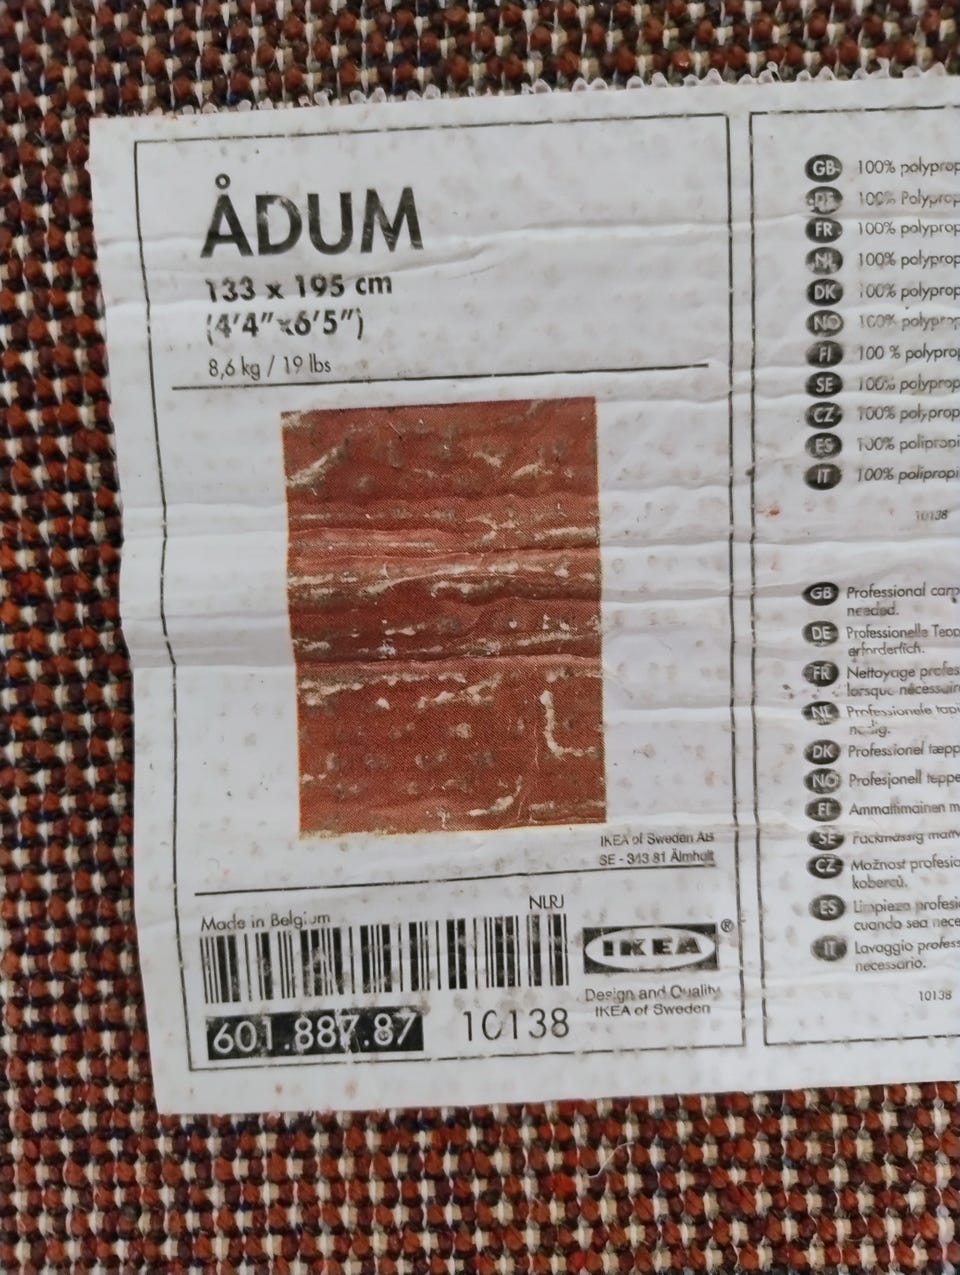 ÅDUM
133 x 195 cm
(4'4"x6'5")
8,6 kg / 19 lbs
IKEA of Sweden AB
SE - 343 81 Älmhult
Made in Belgium
NLRJ
601.887.87
10138
IKEA ®
Design and Quality
IKEA of Sweden
GB 100% polyprop
DE 100% Polyprop
FR 100% polyprop
NL 100% polyprop
DK 100% polyprop
NO 100% polyprop
FI 100 % polyprop
SE 100% polyprop
CZ 100% polyprop
ES 100% polipropi
IT 100% polipropi
10138
GB Professional carp
needed.
DE Professionelle Tepp
erforderlich.
FR Nettoyage profes
lorsque nécessaire
NL Professionele tapi
nodig.
DK Professionel tæpp
NO Profesjonell teppe
FI Ammattimainen m
SE Fackmässig matt
CZ Možnost profesio
koberců.
ES Limpieza profesio
cuando sea nece
IT Lavaggio profess
necessario.
10138